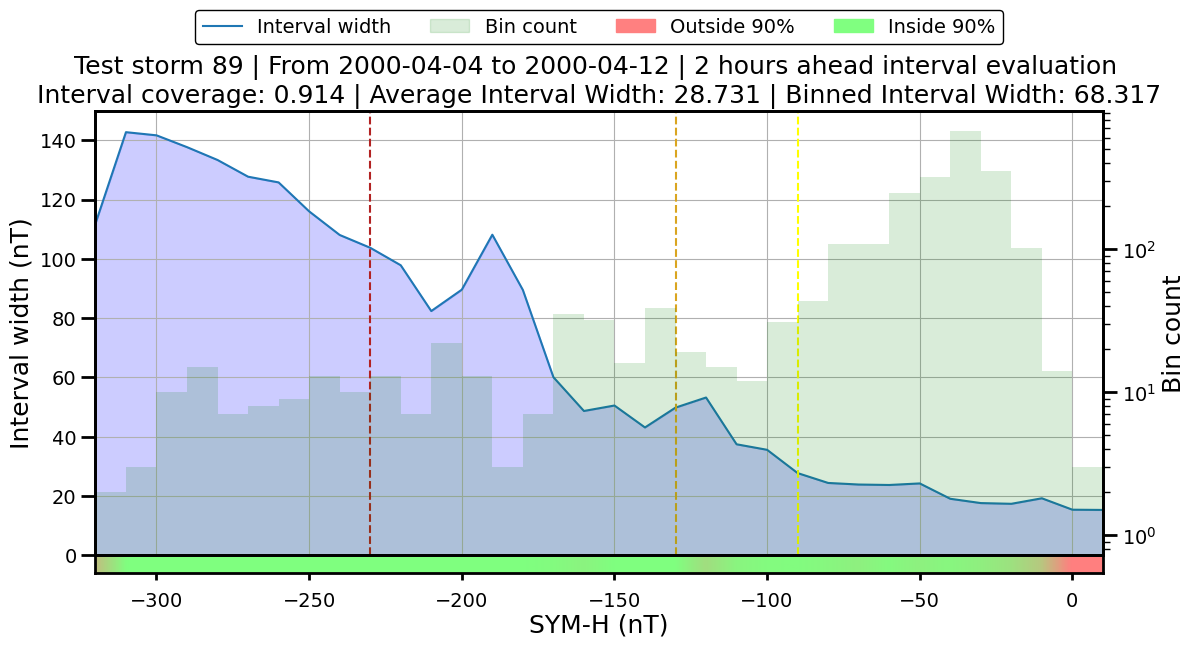 Interval width Bin count Outside 90% Inside 90%
Test storm 89 | From 2000-04-04 to 2000-04-12 | 2 hours ahead interval evaluation
Interval coverage: 0.914 | Average Interval Width: 28.731 | Binned Interval Width: 68.317
Interval width (nT)
140
120
100
80
60
40
20
0
10²
10¹
10⁰
Bin count
−300 −250 −200 −150 −100 −50 0
SYM-H (nT)